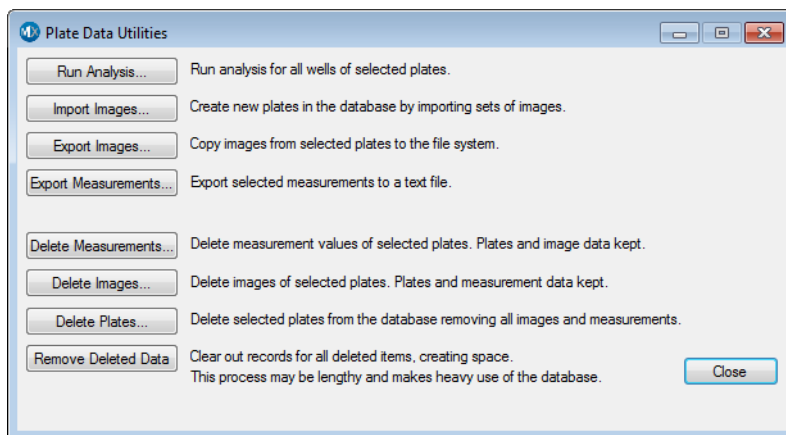 MX Plate Data Utilities
Run Analysis... Run analysis for all wells of selected plates.
Import Images... Create new plates in the database by importing sets of images.
Export Images... Copy images from selected plates to the file system.
Export Measurements... Export selected measurements to a text file.
Delete Measurements... Delete measurement values of selected plates. Plates and image data kept.
Delete Images... Delete images of selected plates. Plates and measurement data kept.
Delete Plates... Delete selected plates from the database removing all images and measurements.
Remove Deleted Data Clear out records for all deleted items, creating space.
This process may be lengthy and makes heavy use of the database.
Close